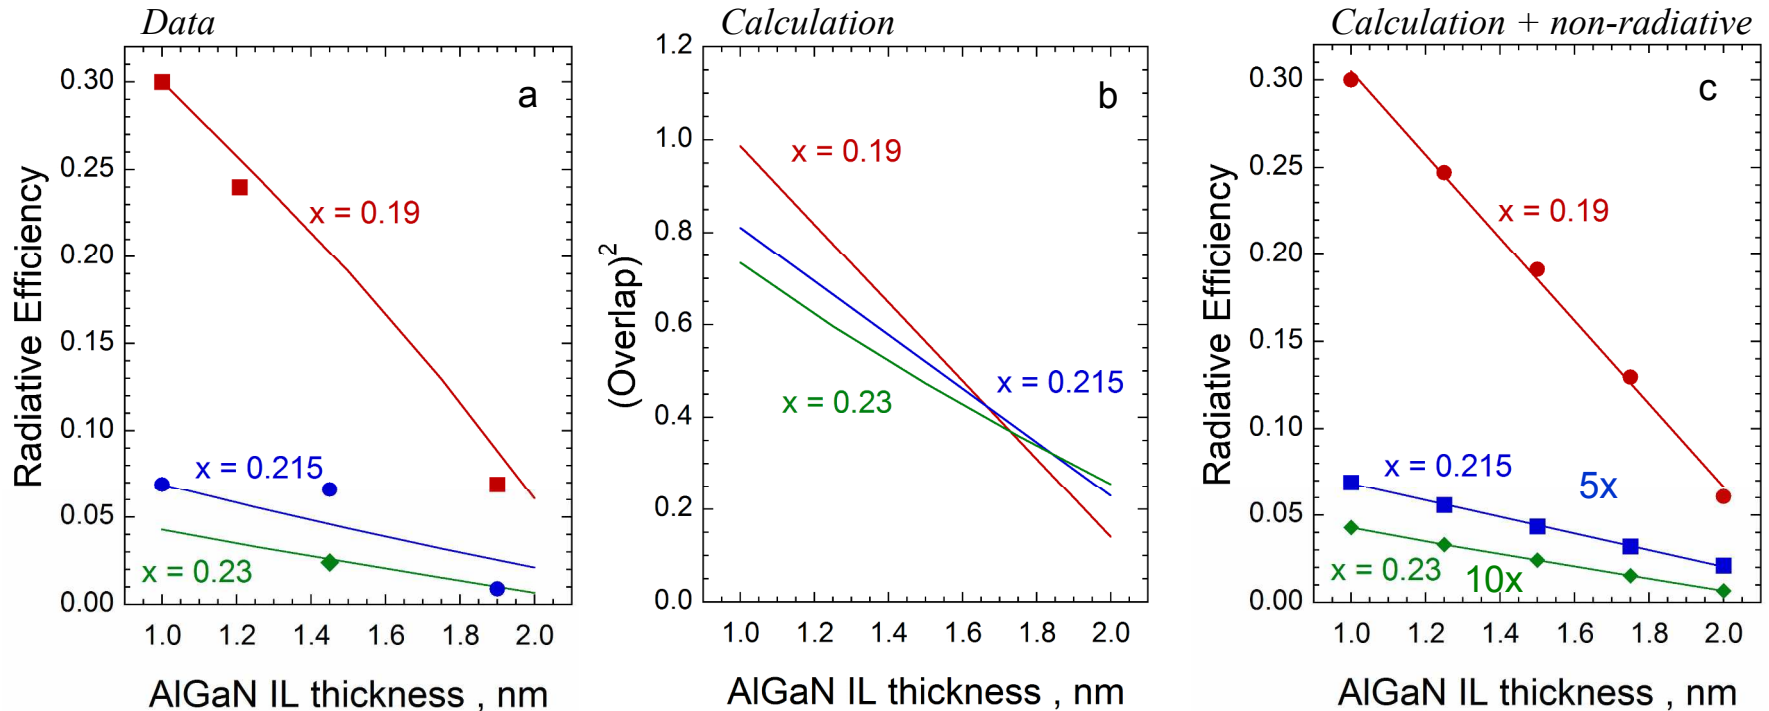 Data
a
0.30
0.25
0.20
0.15
0.10
0.05
0.00
Radiative Efficiency
x = 0.19
x = 0.215
x = 0.23
1.0 1.2 1.4 1.6 1.8 2.0
AlGaN IL thickness , nm
Calculation
b
1.2
1.0
0.8
0.6
0.4
0.2
0.0
(Overlap)²
x = 0.19
x = 0.215
x = 0.23
1.0 1.2 1.4 1.6 1.8 2.0
AlGaN IL thickness , nm
Calculation + non-radiative
c
0.30
0.25
0.20
0.15
0.10
0.05
0.00
Radiative Efficiency
x = 0.19
x = 0.215
5x
x = 0.23
10x
1.0 1.2 1.4 1.6 1.8 2.0
AlGaN IL thickness , nm